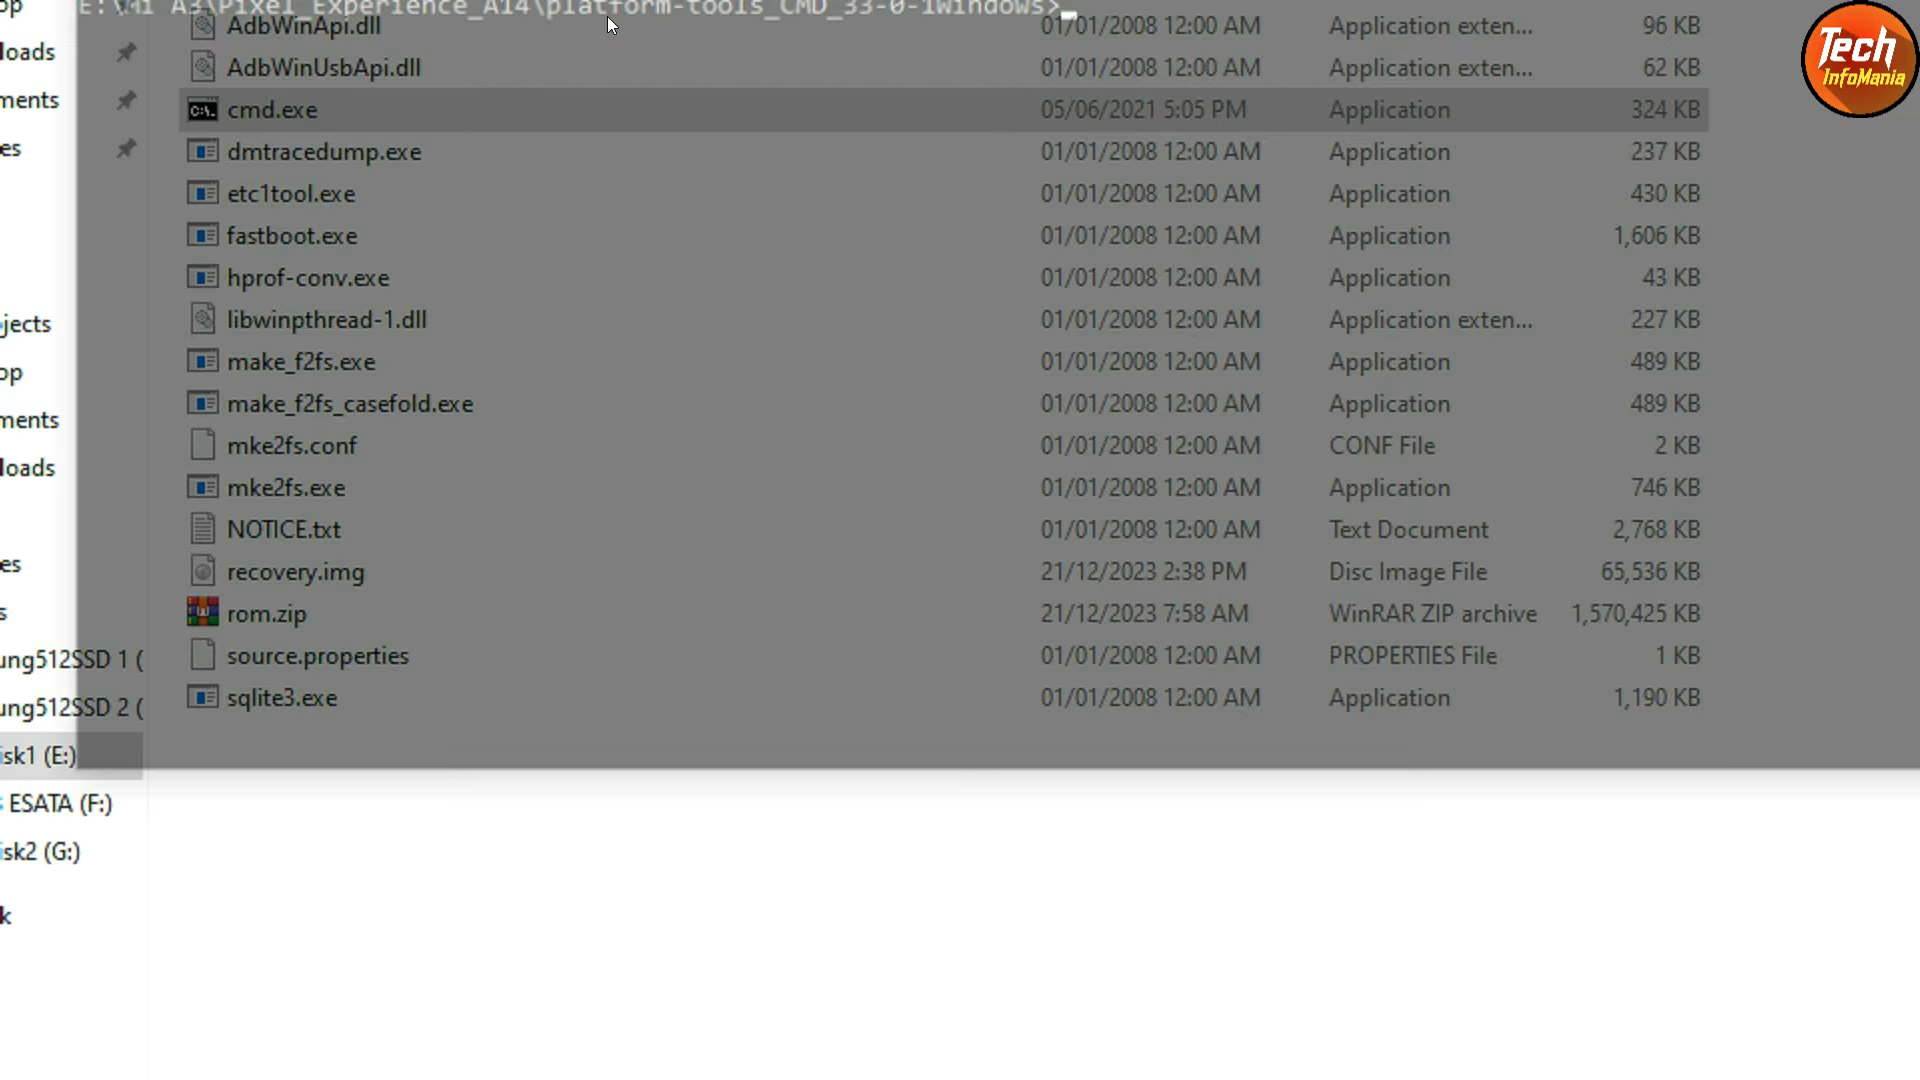 E:\Mi A3\Pixel_Experience_A14\platform-tools_CMD_33-0-1Windows>
AdbWinApi.dll 01/01/2008 12:00 AM Application exten... 96 KB
AdbWinUsbApi.dll 01/01/2008 12:00 AM Application exten... 62 KB
cmd.exe 05/06/2021 5:05 PM Application 324 KB
dmtracedump.exe 01/01/2008 12:00 AM Application 237 KB
etc1tool.exe 01/01/2008 12:00 AM Application 430 KB
fastboot.exe 01/01/2008 12:00 AM Application 1,606 KB
hprof-conv.exe 01/01/2008 12:00 AM Application 43 KB
libwinpthread-1.dll 01/01/2008 12:00 AM Application exten... 227 KB
make_f2fs.exe 01/01/2008 12:00 AM Application 489 KB
make_f2fs_casefold.exe 01/01/2008 12:00 AM Application 489 KB
mke2fs.conf 01/01/2008 12:00 AM CONF File 2 KB
mke2fs.exe 01/01/2008 12:00 AM Application 746 KB
NOTICE.txt 01/01/2008 12:00 AM Text Document 2,768 KB
recovery.img 21/12/2023 2:38 PM Disc Image File 65,536 KB
rom.zip 21/12/2023 7:58 AM WinRAR ZIP archive 1,570,425 KB
source.properties 01/01/2008 12:00 AM PROPERTIES File 1 KB
sqlite3.exe 01/01/2008 12:00 AM Application 1,190 KB
op
loads
ments
es
jects
op
ments
loads
es
s
ung512SSD 1 (
ung512SSD 2 (
isk1 (E:)
ESATA (F:)
isk2 (G:)
k
Tech
InfoMania